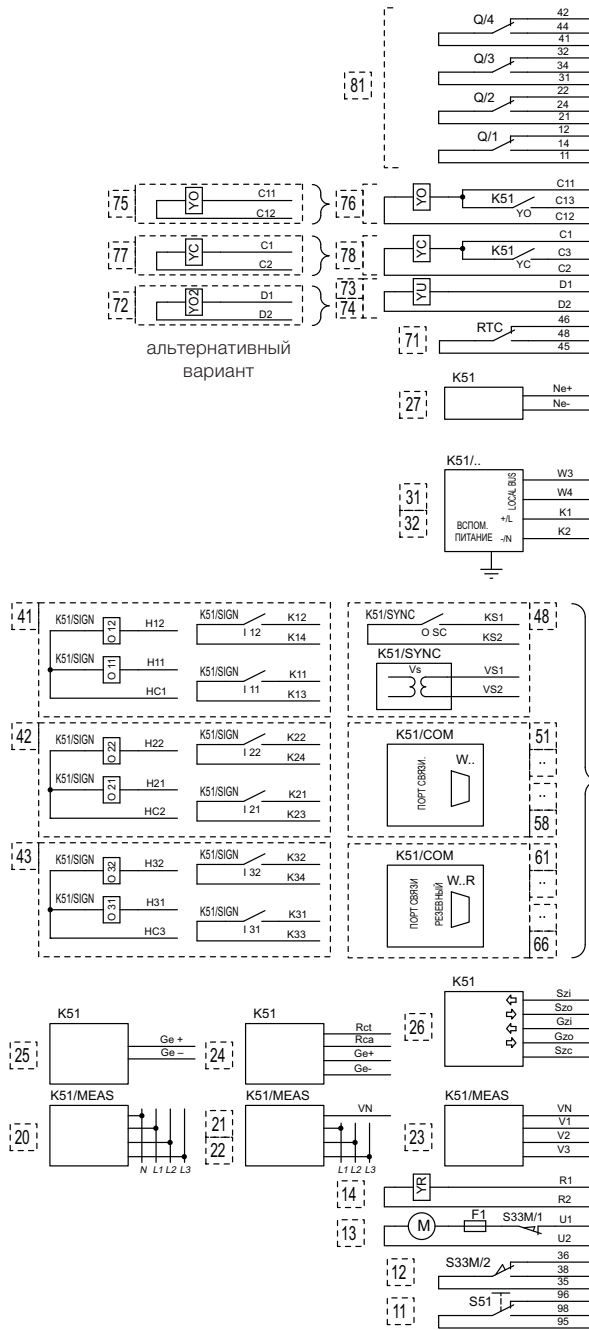 Q/4 42
44
41
Q/3 32
34
31
81
Q/2 22
24
21
Q/1 12
14
11
75 YO C11
C12
76 YO C11
K51 C13
YO C12
77 YC C1
C2
78 YC C1
K51 C3
YC C2
72 YO2 D1
D2
73
74
YU D1
D2
альтернативный
вариант
71 RTC 46
48
45
K51
27 Ne+
Ne-
K51/..
31
32
ВСПОМ.
ПИТАНИЕ
LOCAL BUS
+/L
-/N
W3
W4
K1
K2
41
K51/SIGN O 12 H12
K51/SIGN O 11 H11
HC1
K51/SIGN K12
I 12 K14
K51/SIGN K11
I 11 K13
48
K51/SYNC KS1
O SC KS2
K51/SYNC
Vs VS1
VS2
42
K51/SIGN O 22 H22
K51/SIGN O 21 H21
HC2
K51/SIGN K22
I 22 K24
K51/SIGN K21
I 21 K23
K51/COM
ПОРТ СВЯЗИ.
W..
51
..
..
58
43
K51/SIGN O 32 H32
K51/SIGN O 31 H31
HC3
K51/SIGN K32
I 32 K34
K51/SIGN K31
I 31 K33
K51/COM
ПОРТ СВЯЗИ
РЕЗЕВНЫЙ
W..R
61
..
..
66
25
K51
Ge +
Ge –
24
K51
Rct
Rca
Ge+
Ge-
26
K51
Szi
Szo
Gzi
Gzo
Szc
20
K51/MEAS
N L1 L2 L3
21
22
K51/MEAS
VN
L1 L2 L3
23
K51/MEAS
VN
V1
V2
V3
14 YR R1
R2
13 M F1 S33M/1 U1
U2
12 S33M/2 36
38
35
11 S51 96
98
95